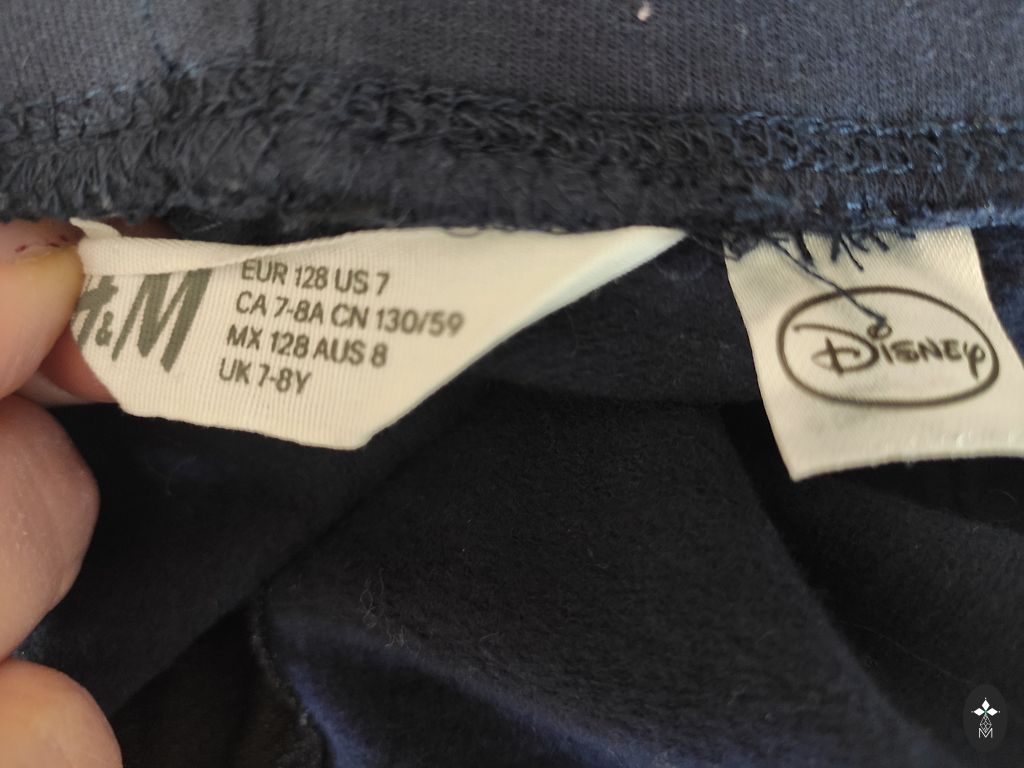 H&M
EUR 128 US 7
CA 7-8A CN 130/59
MX 128 AUS 8
UK 7-8Y
Disney
M